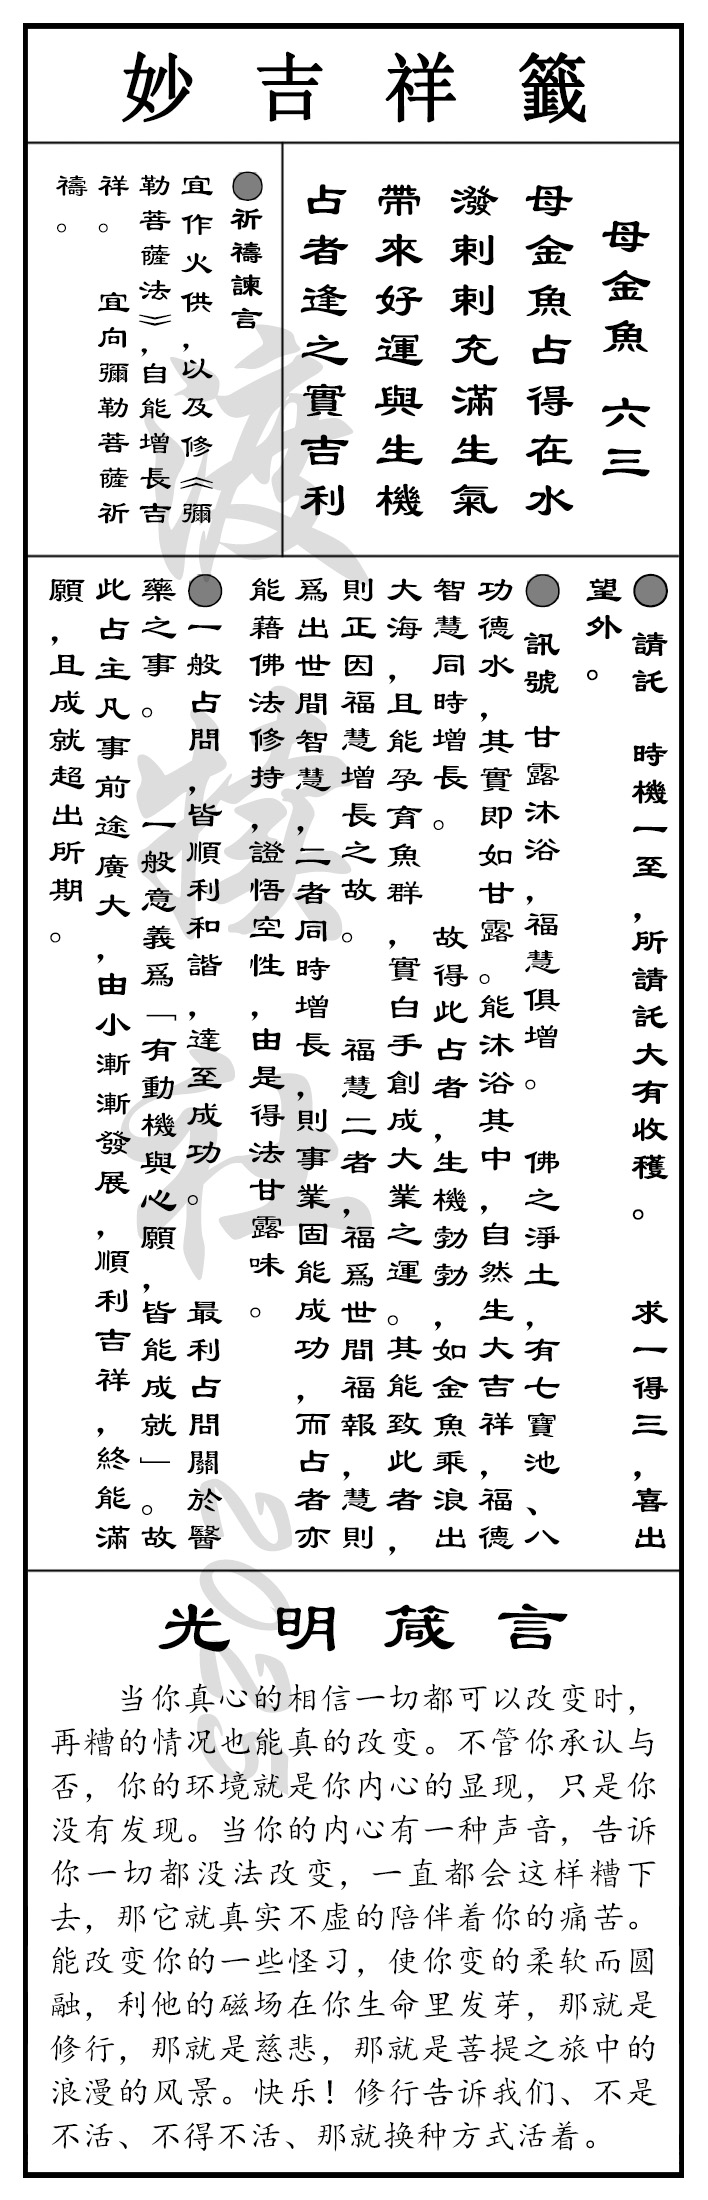 妙吉祥籤
母金魚 六三
母金魚占得在水
潑剌剌充滿生氣
帶來好運與生機
占者逢之實吉利
●祈禱諫言
宜作火供，以及修《彌
勒菩薩法》，自能增長吉
祥。 宜向彌勒菩薩祈
禱。
● 請託 時機一至，所請託大有收穫。 求一得三，喜出
望外。
● 訊號 甘露沐浴，福慧俱增。 佛之淨土，有七寶池、八
功德水，其實即如甘露。能沐浴其中，自然生大吉祥，福德
智慧同時增長。 故得此占者，生機勃勃，如金魚乘浪出
大海，且能孕育魚群，實白手創成大業之運。其能致此者，
則正因福慧增長之故。 福慧二者，福爲世間福報，慧則
爲出世間智慧，二者同時增長，則事業固能成功，而占者亦
能藉佛法修持，證悟空性，由是得法甘露味。
●一般占問，皆順利和諧，達至成功。 最利占問關於醫
藥之事。 一般意義爲「有動機與心願，皆能成就」。故
此占主凡事前途廣大，由小漸漸發展，順利吉祥，終能滿
願，且成就超出所期。
光明箴言
当你真心的相信一切都可以改变时，
再糟的情况也能真的改变。不管你承认与
否，你的环境就是你内心的显现，只是你
没有发现。当你的内心有一种声音，告诉
你一切都没法改变，一直都会这样糟下
去，那它就真实不虚的陪伴着你的痛苦。
能改变你的一些怪习，使你变的柔软而圆
融，利他的磁场在你生命里发芽，那就是
修行，那就是慈悲，那就是菩提之旅中的
浪漫的风景。快乐！修行告诉我们、不是
不活、不得不活、那就换种方式活着。
渡
社
2025